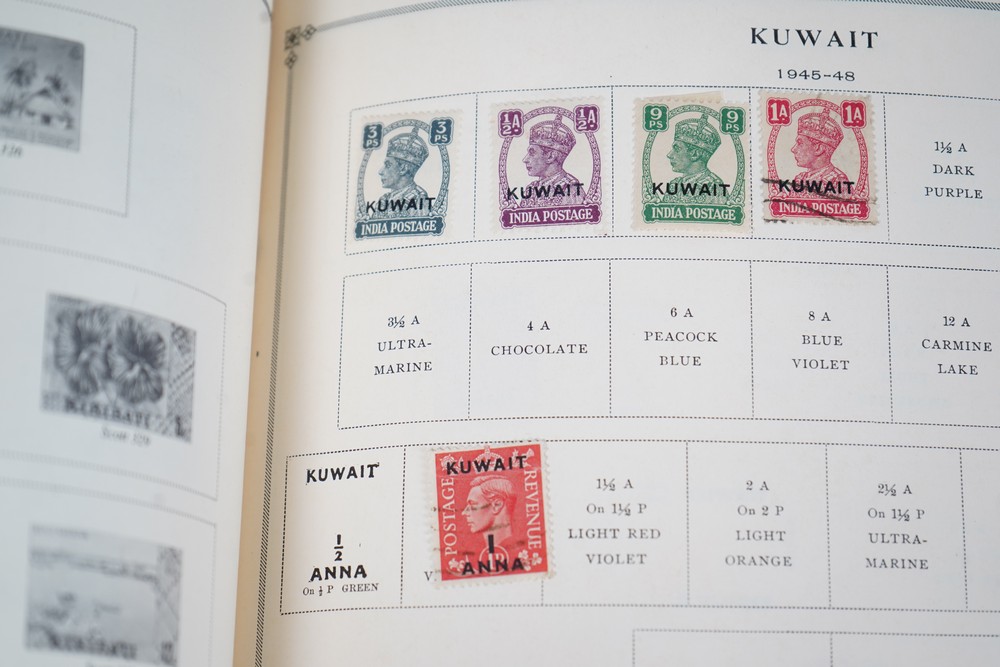 KUWAIT
1945-48
3 PS
3 PS
KUWAIT
INDIA POSTAGE
½A
½A
KUWAIT
INDIA POSTAGE
9 PS
9 PS
KUWAIT
INDIA POSTAGE
1A
1A
KUWAIT
INDIA POSTAGE
1½ A
DARK
PURPLE
3½ A
ULTRA-
MARINE
4 A
CHOCOLATE
6 A
PEACOCK
BLUE
8 A
BLUE
VIOLET
12 A
CARMINE
LAKE
KUWAIT
½
ANNA
On ½ P GREEN
V.
KUWAIT
POSTAGE
REVENUE
1
ANNA
1½ A
On 1½ P
LIGHT RED
VIOLET
2 A
On 2 P
LIGHT
ORANGE
2½ A
On 1½ P
ULTRA-
MARINE
126